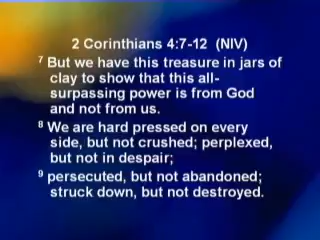 2 Corinthians 4:7-12 (NIV)
7 But we have this treasure in jars of
clay to show that this all-
surpassing power is from God
and not from us.
8 We are hard pressed on every
side, but not crushed; perplexed,
but not in despair;
9 persecuted, but not abandoned;
struck down, but not destroyed.